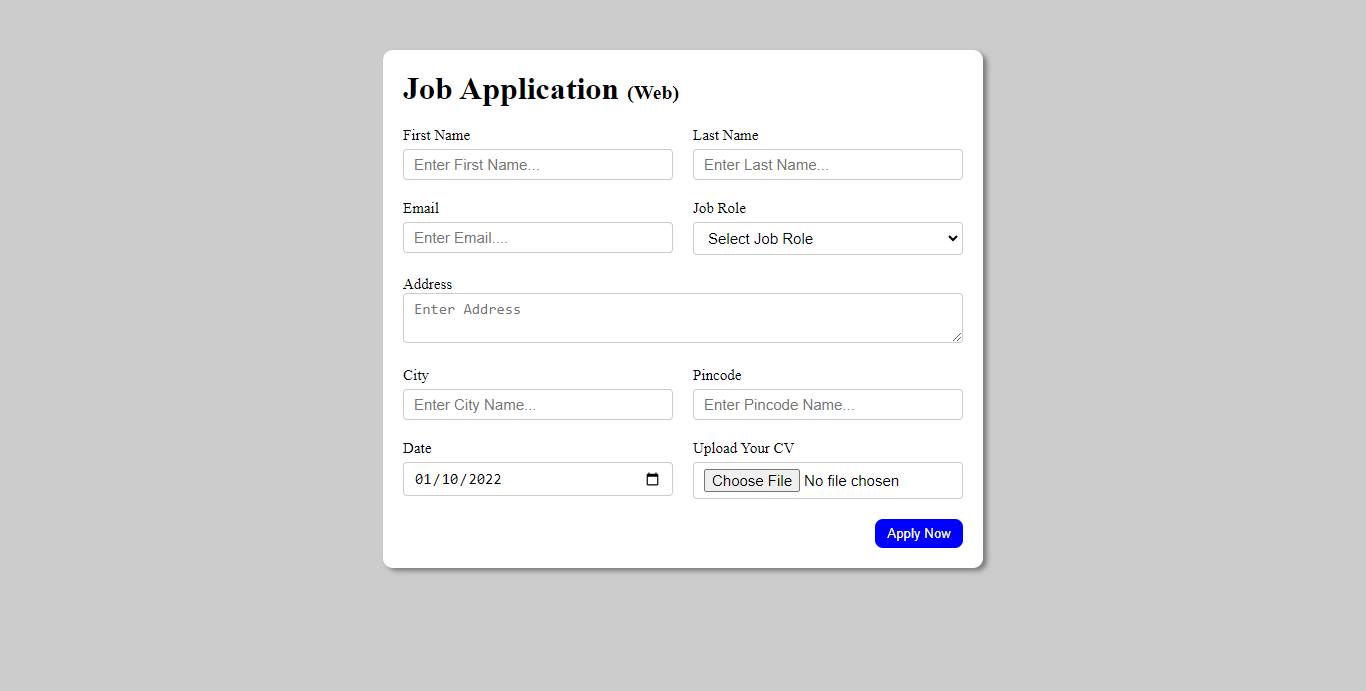 Job Application (Web)
First Name
Last Name
Enter First Name...
Enter Last Name...
Email
Job Role
Enter Email....
Select Job Role
Address
Enter Address
City
Pincode
Enter City Name...
Enter Pincode Name...
Date
Upload Your CV
01/10/2022
Choose File No file chosen
Apply Now